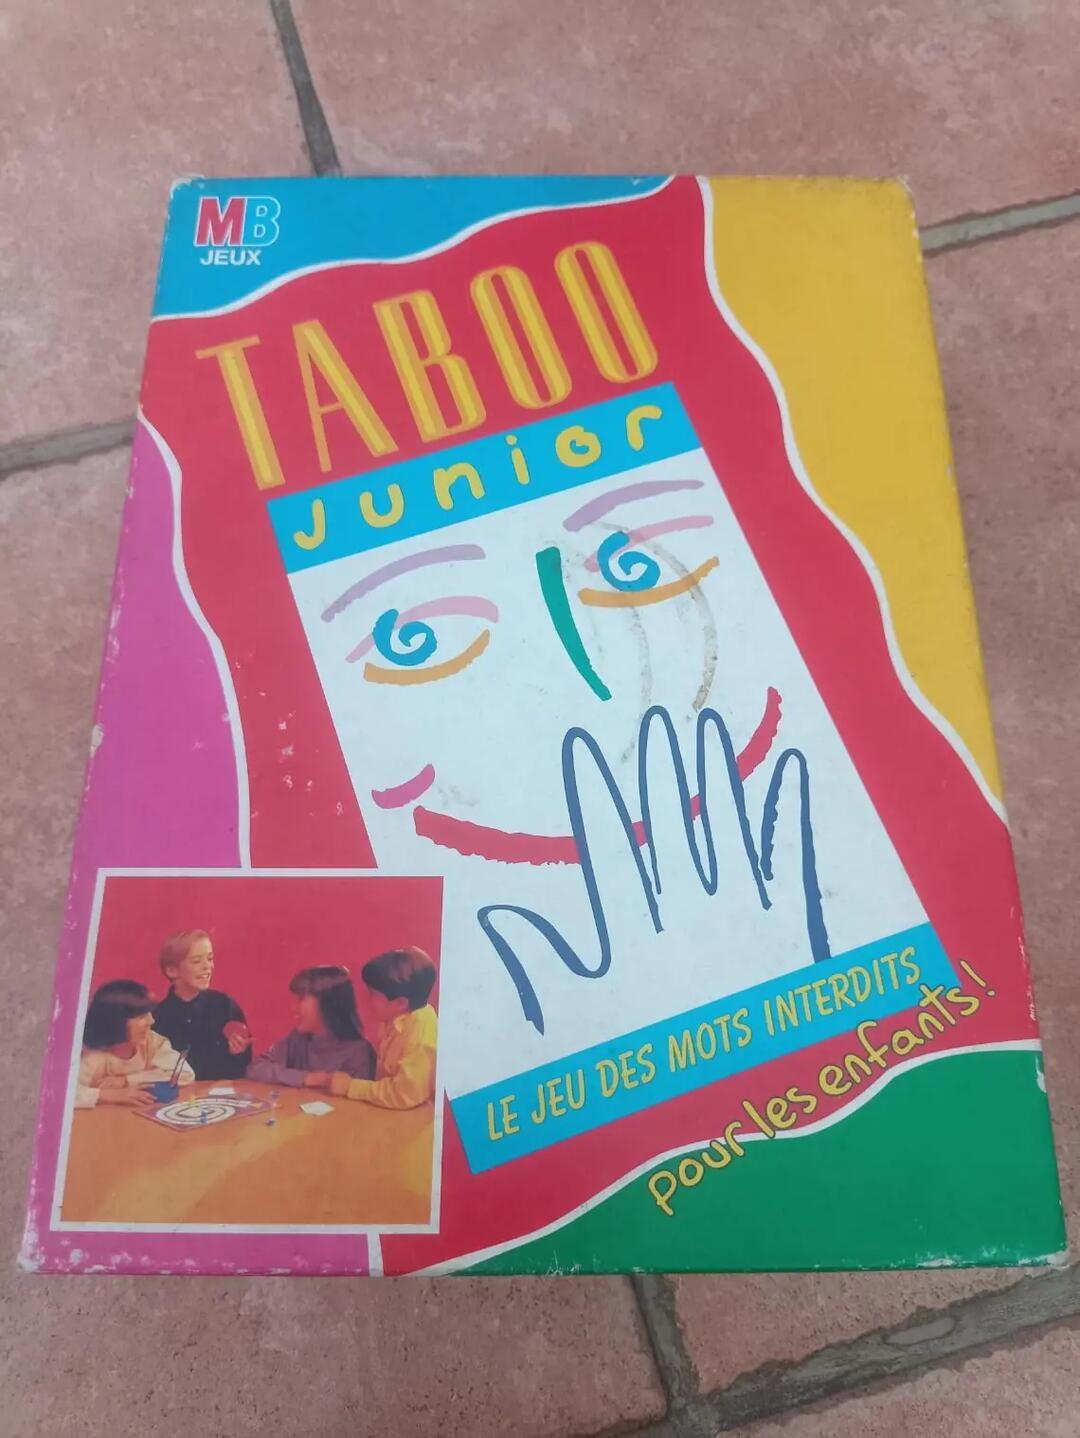 MB
JEUX
TABOO
Junior
LE JEU DES MOTS INTERDITS
pour les enfants!